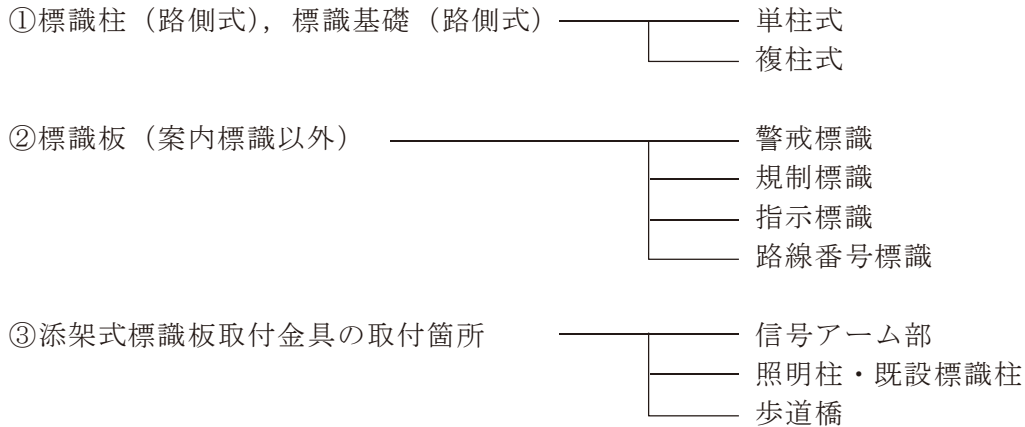 ①標識柱（路側式），標識基礎（路側式） 単柱式
複柱式
②標識板（案内標識以外） 警戒標識
規制標識
指示標識
路線番号標識
③添架式標識板取付金具の取付箇所 信号アーム部
照明柱・既設標識柱
歩道橋